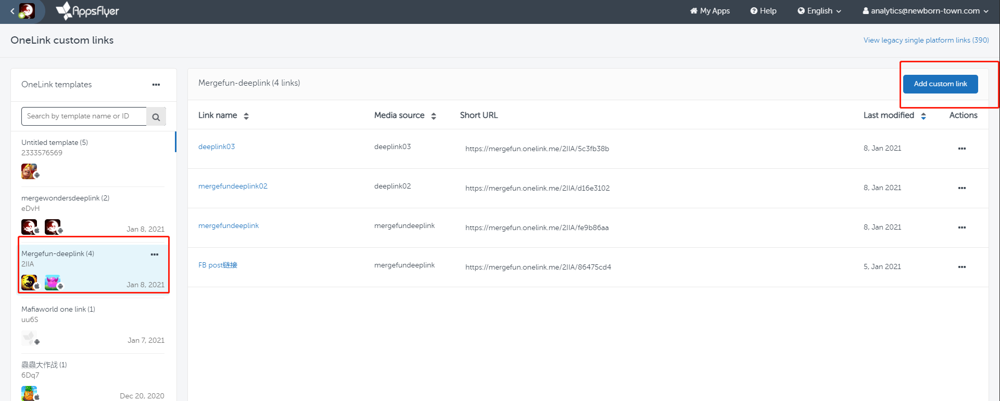 AppsFlyer
My Apps
Help
English
analytics@newborn-town.com
OneLink custom links
View legacy single platform links (390)
OneLink templates
Search by template name or ID
Untitled template (5)
2333576569
mergewondersdeeplink (2)
eDvH
Jan 8, 2021
Mergefun-deeplink (4)
2IIA
Jan 8, 2021
Mafiaworld one link (1)
uu6S
Jan 7, 2021
蟲蟲大作战 (1)
6Dq7
Dec 20, 2020
Mergefun-deeplink (4 links)
Add custom link
Link name Media source Short URL Last modified Actions
deeplink03 deeplink03 https://mergefun.onelink.me/2IIA/5c3fb38b 8, Jan 2021
mergefundeeplink02 deeplink02 https://mergefun.onelink.me/2IIA/d16e3102 8, Jan 2021
mergefundeeplink mergefundeeplink https://mergefun.onelink.me/2IIA/fe9b86aa 8, Jan 2021
FB post链接 mergefundeeplink https://mergefun.onelink.me/2IIA/86475cd4 5, Jan 2021